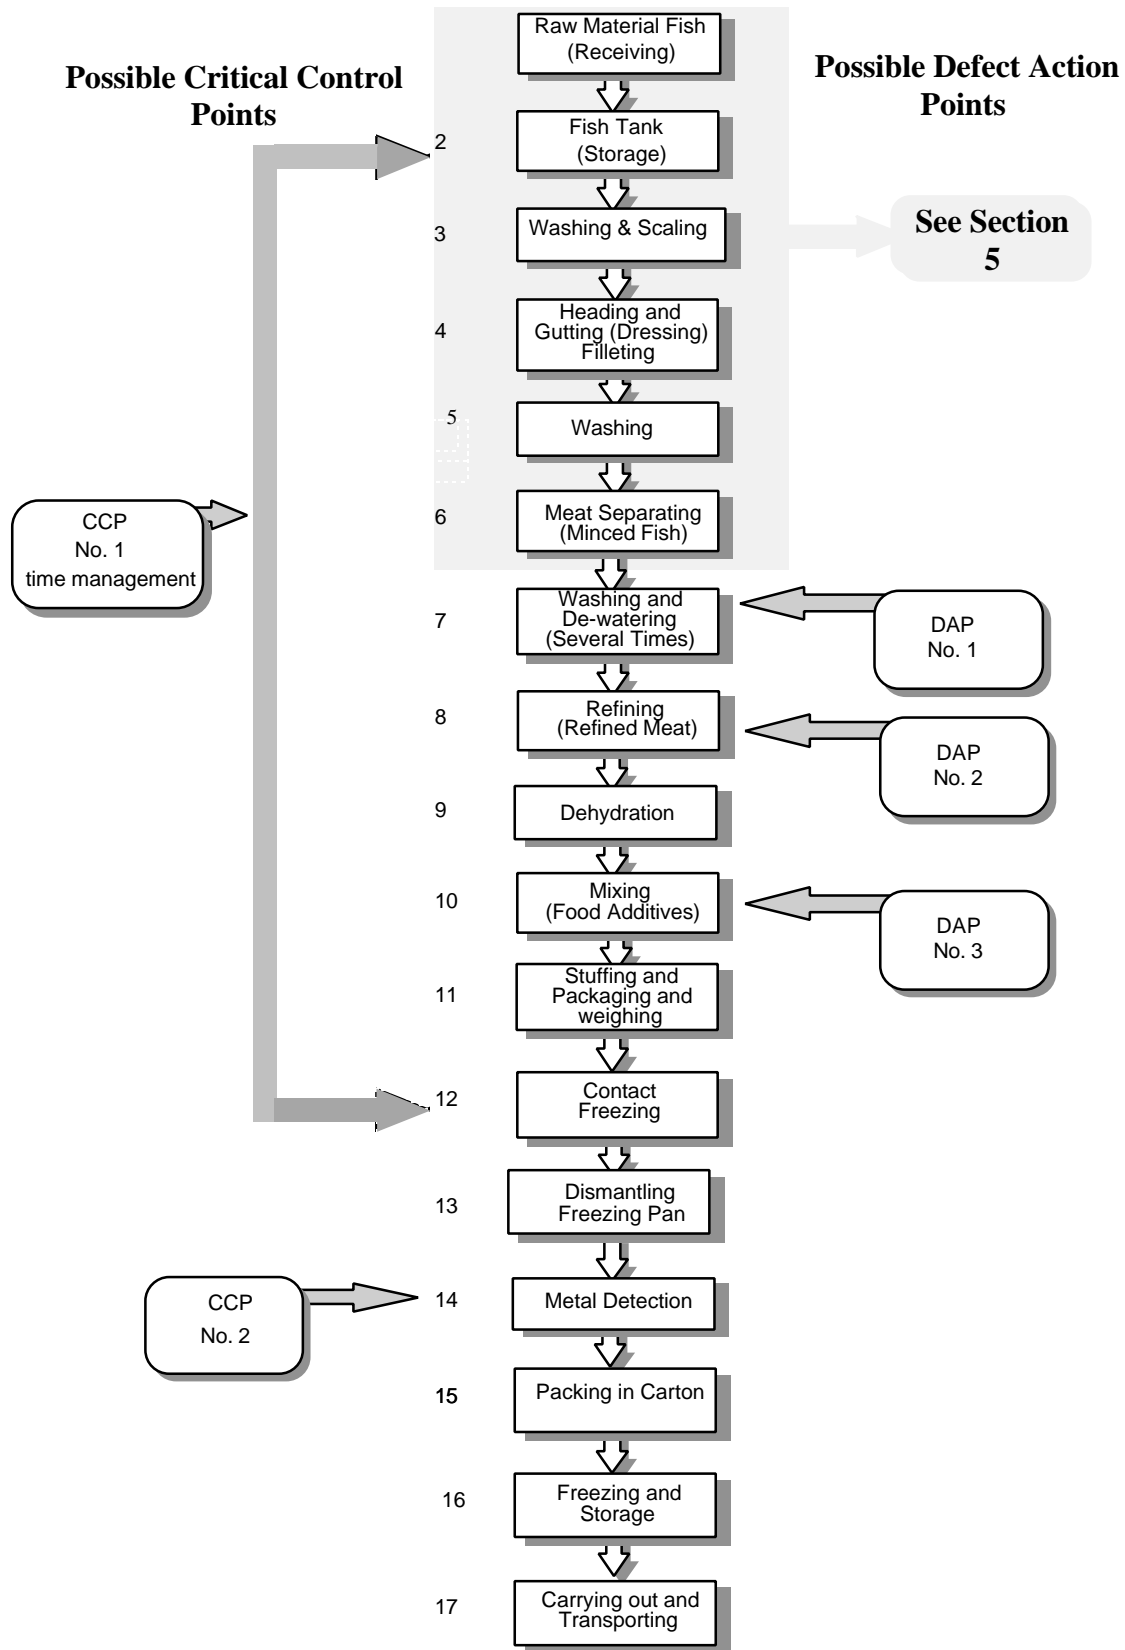 Raw Material Fish
(Receiving)
Possible Critical Control
Points
Possible Defect Action
Points
2
Fish Tank
(Storage)
3
Washing & Scaling
See Section
5
4
Heading and
Gutting (Dressing)
Filleting
5
Washing
6
Meat Separating
(Minced Fish)
CCP
No. 1
time management
7
Washing and
De-watering
(Several Times)
DAP
No. 1
8
Refining
(Refined Meat)
DAP
No. 2
9
Dehydration
10
Mixing
(Food Additives)
DAP
No. 3
11
Stuffing and
Packaging and
weighing
12
Contact
Freezing
13
Dismantling
Freezing Pan
CCP
No. 2
14
Metal Detection
15
Packing in Carton
16
Freezing and
Storage
17
Carrying out and
Transporting